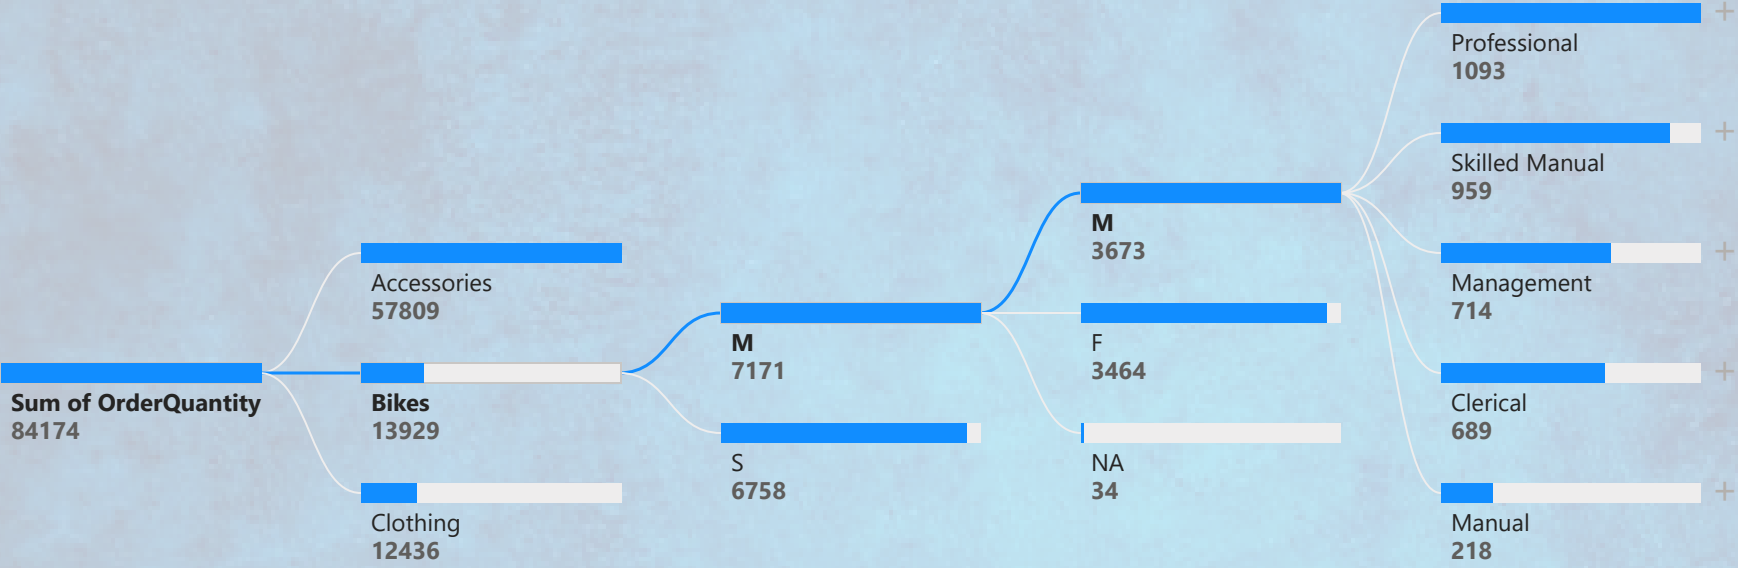 Sum of OrderQuantity
84174
Accessories
57809
Bikes
13929
Clothing
12436
M
7171
S
6758
M
3673
F
3464
NA
34
Professional
1093
Skilled Manual
959
Management
714
Clerical
689
Manual
218